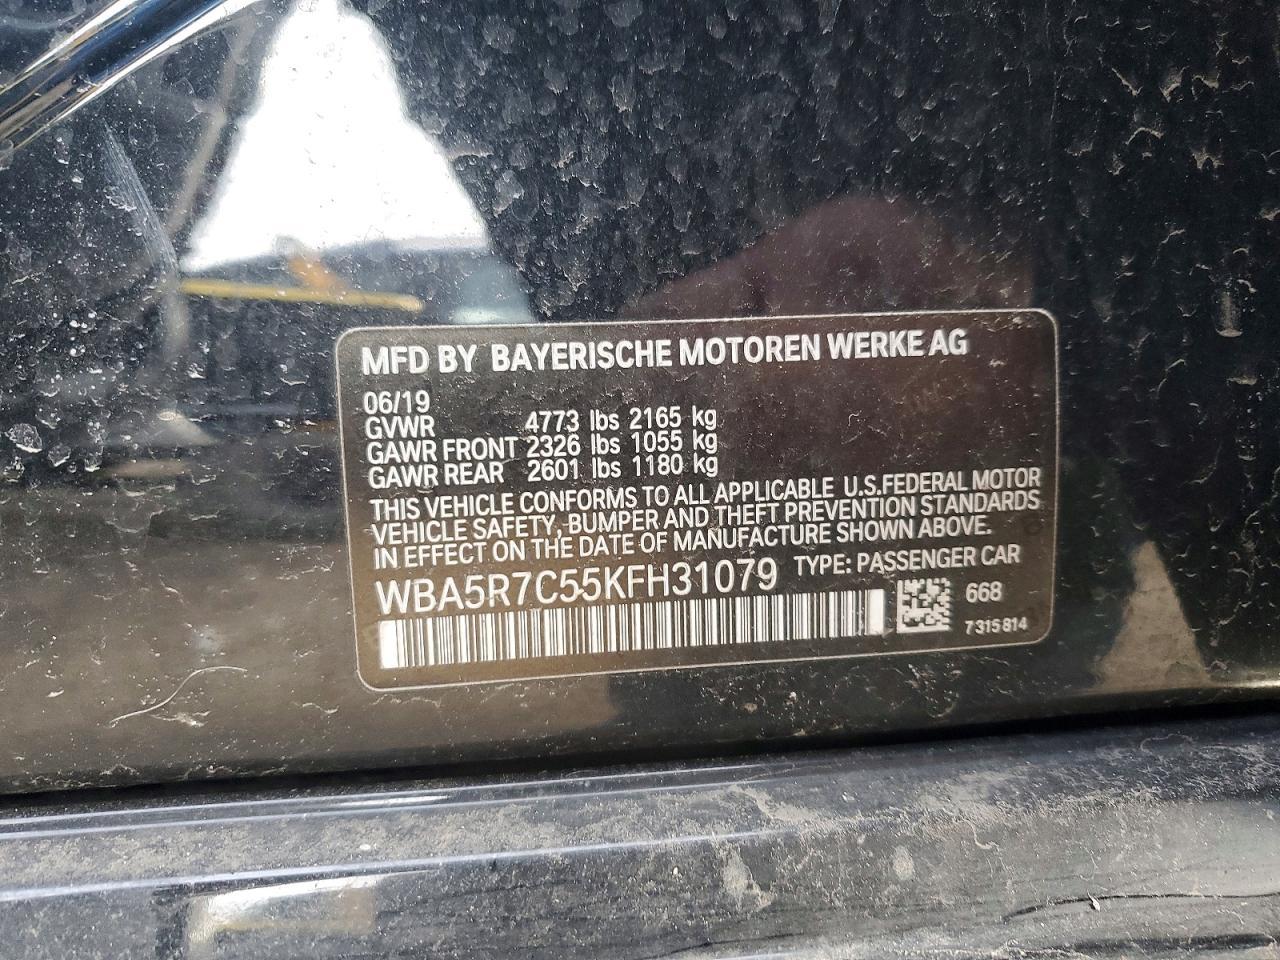 MFD BY BAYERISCHE MOTOREN WERKE AG
06/19
GVWR 4773 lbs 2165 kg
GAWR FRONT 2326 lbs 1055 kg
GAWR REAR 2601 lbs 1180 kg
THIS VEHICLE CONFORMS TO ALL APPLICABLE U.S.FEDERAL MOTOR
VEHICLE SAFETY, BUMPER AND THEFT PREVENTION STANDARDS
IN EFFECT ON THE DATE OF MANUFACTURE SHOWN ABOVE.
WBA5R7C55KFH31079 TYPE: PASSENGER CAR
668
7315814